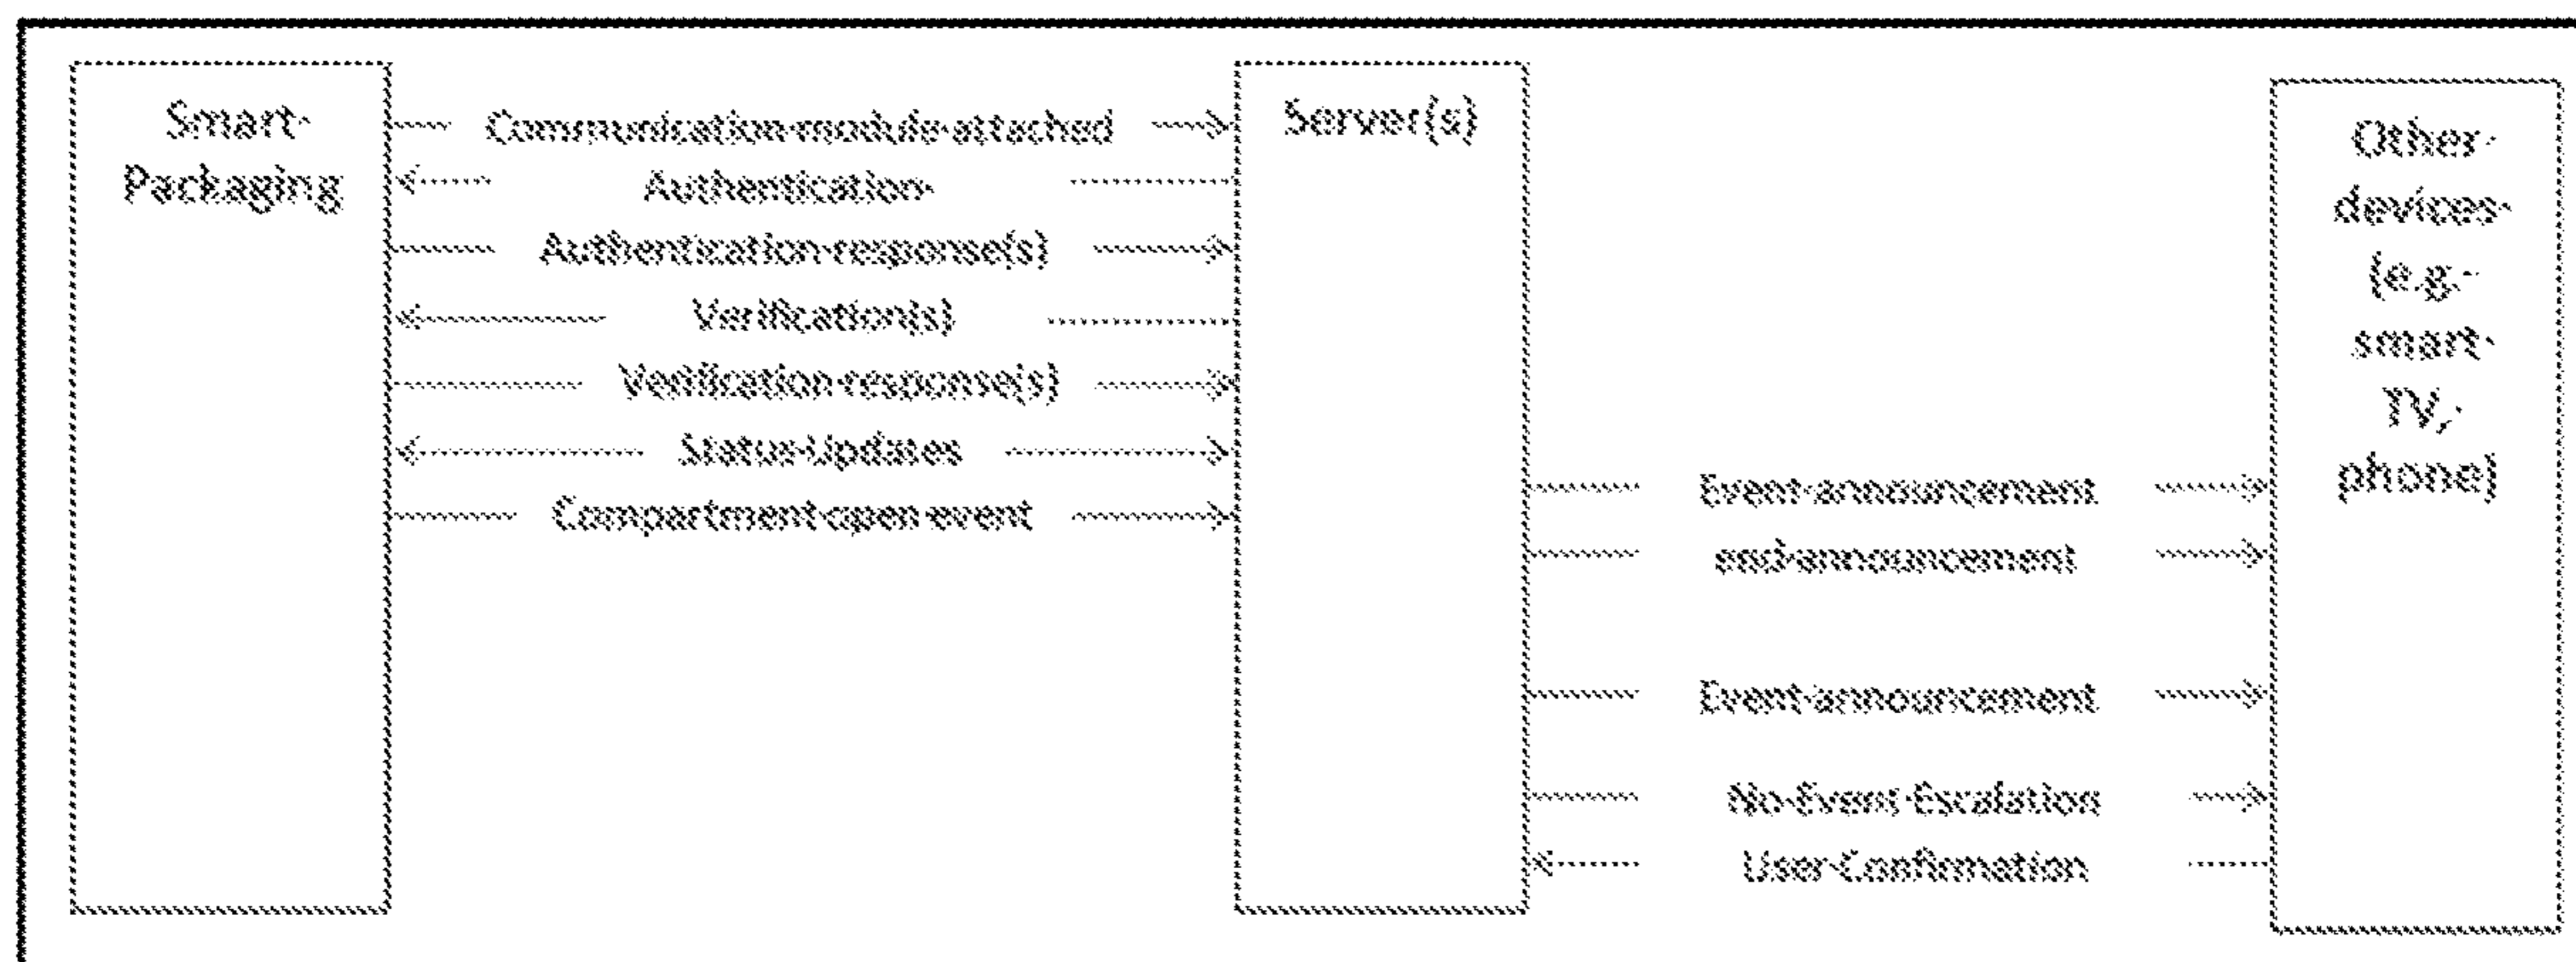 Smart
Packaging
Communication module attached
Authentication
Authentication response(s)
Verification(s)
Verification response(s)
Status Updates
Compartment open event
Server(s)
Event announcement
end announcement
Event announcement
No Event Escalation
User Confirmation
Other
devices
(e.g.
smart
TV,
phone)